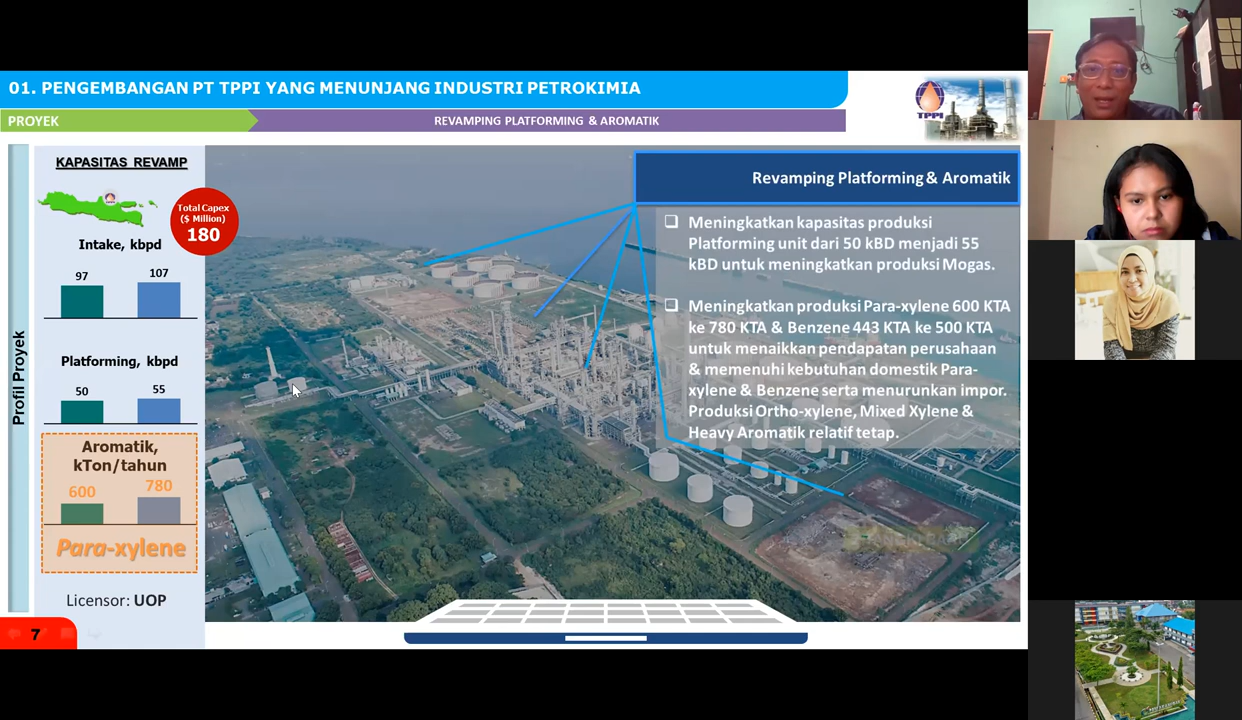 01. PENGEMBANGAN PT TPPI YANG MENUNJANG INDUSTRI PETROKIMIA
PROYEK
REVAMPING PLATFORMING & AROMATIK
TPPI
Profil Proyek
KAPASITAS REVAMP
Total Capex
($ Million)
180
Intake, kbpd
97
107
Platforming, kbpd
50
55
Aromatik,
kTon/tahun
600
780
Para-xylene
Licensor: UOP
7
Revamping Platforming & Aromatik
❑ Meningkatkan kapasitas produksi
Platforming unit dari 50 kBD menjadi 55
kBD untuk meningkatkan produksi Mogas.
❑ Meningkatkan produksi Para-xylene 600 KTA
ke 780 KTA & Benzene 443 KTA ke 500 KTA
untuk menaikkan pendapatan perusahaan
& memenuhi kebutuhan domestik Para-
xylene & Benzene serta menurunkan impor.
Produksi Ortho-xylene, Mixed Xylene &
Heavy Aromatik relatif tetap.